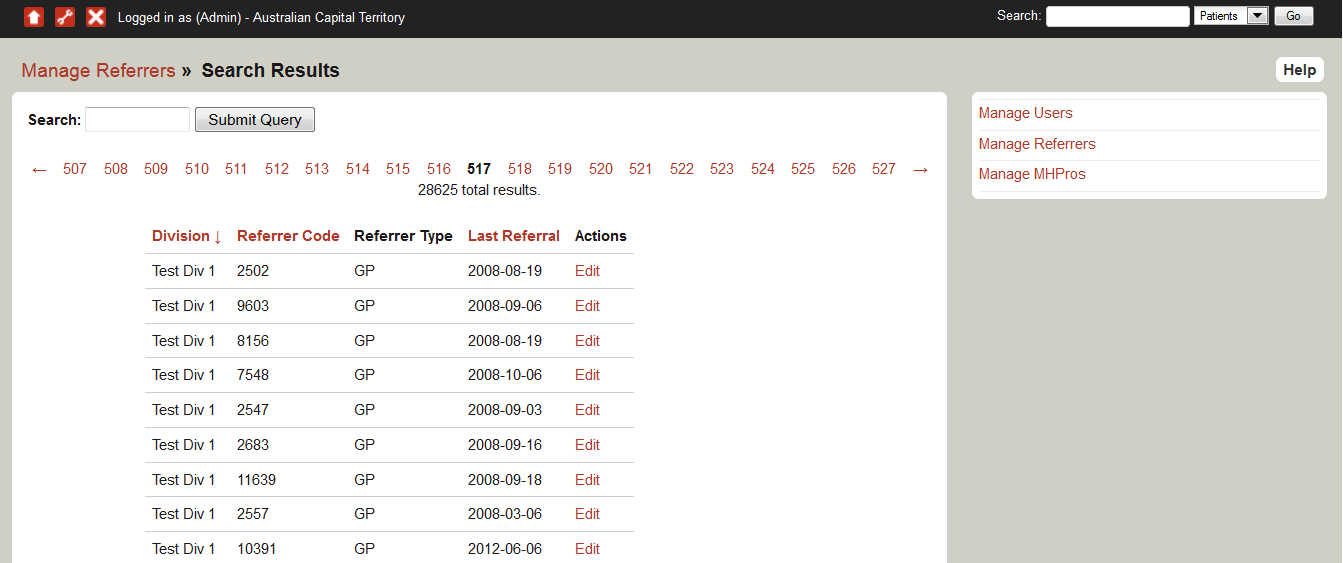 Logged in as (Admin) - Australian Capital Territory Search: Patients Go
Manage Referrers » Search Results Help
Search: Submit Query
Manage Users
Manage Referrers
Manage MHPros
← 507 508 509 510 511 512 513 514 515 516 517 518 519 520 521 522 523 524 525 526 527 →
28625 total results.
Division ↓ Referrer Code Referrer Type Last Referral Actions
Test Div 1 2502 GP 2008-08-19 Edit
Test Div 1 9603 GP 2008-09-06 Edit
Test Div 1 8156 GP 2008-08-19 Edit
Test Div 1 7548 GP 2008-10-06 Edit
Test Div 1 2547 GP 2008-09-03 Edit
Test Div 1 2683 GP 2008-09-16 Edit
Test Div 1 11639 GP 2008-09-18 Edit
Test Div 1 2557 GP 2008-03-06 Edit
Test Div 1 10391 GP 2012-06-06 Edit